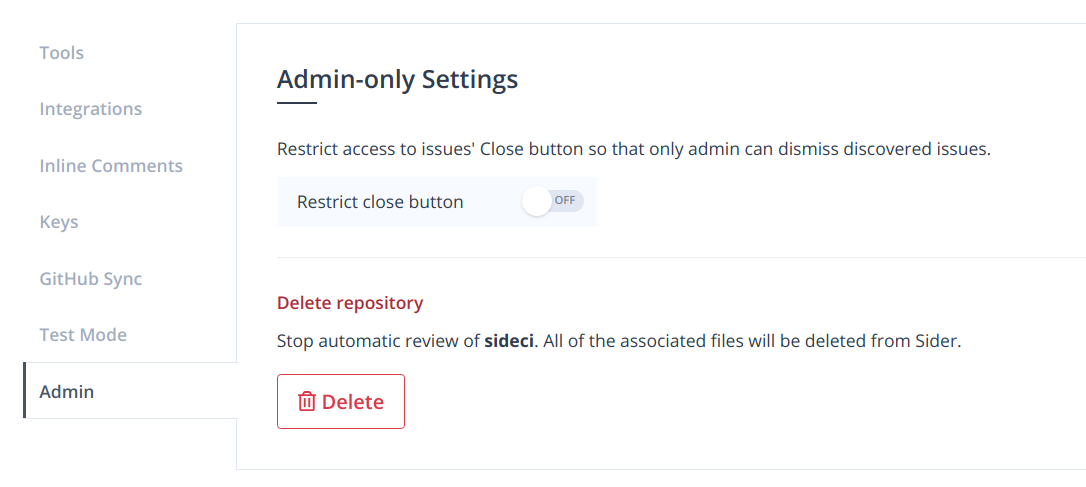 Tools
Integrations
Inline Comments
Keys
GitHub Sync
Test Mode
Admin
Admin-only Settings
Restrict access to issues' Close button so that only admin can dismiss discovered issues.
Restrict close button
OFF
Delete repository
Stop automatic review of sideci. All of the associated files will be deleted from Sider.
Delete